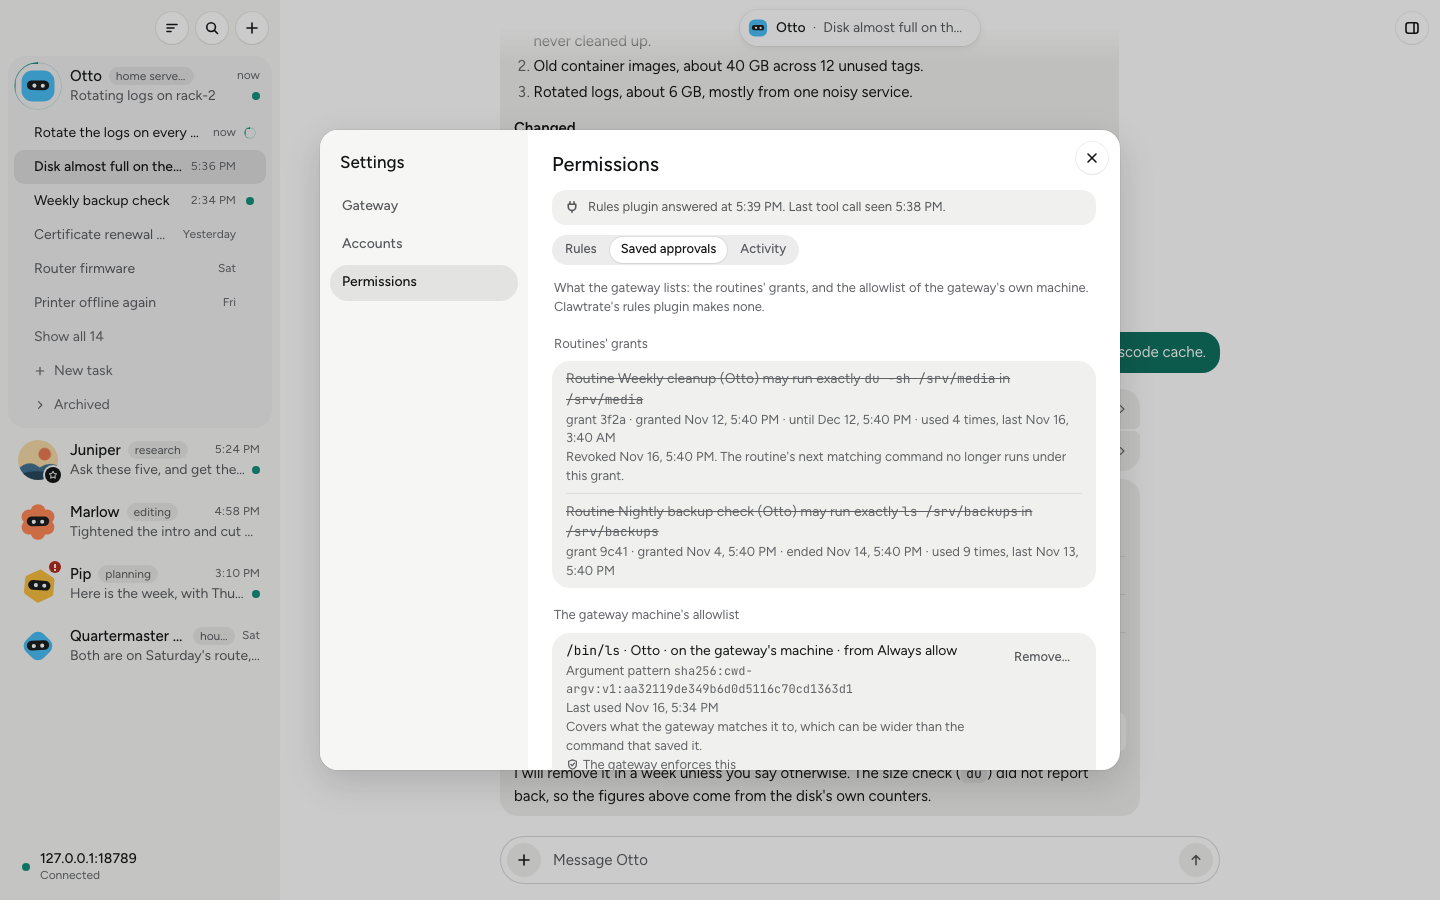 Otto
home serve...
now
Rotating logs on rack-2
Rotate the logs on every ...
now
Disk almost full on the...
5:36 PM
Weekly backup check
2:34 PM
Certificate renewal ...
Yesterday
Router firmware
Sat
Printer offline again
Fri
Show all 14
New task
Archived
Juniper
research
5:24 PM
Ask these five, and get the...
Marlow
editing
4:58 PM
Tightened the intro and cut ...
Pip
planning
3:10 PM
Here is the week, with Thu...
Quartermaster ...
hou...
Sat
Both are on Saturday's route,...
127.0.0.1:18789
Connected
Otto · Disk almost full on th...
never cleaned up.
2. Old container images, about 40 GB across 12 unused tags.
3. Rotated logs, about 6 GB, mostly from one noisy service.
Changed
scode cache.
Settings
Gateway
Accounts
Permissions
Permissions
Rules plugin answered at 5:39 PM. Last tool call seen 5:38 PM.
Rules
Saved approvals
Activity
What the gateway lists: the routines' grants, and the allowlist of the gateway's own machine.
Clawtrate's rules plugin makes none.
Routines' grants
Routine Weekly cleanup (Otto) may run exactly du -sh /srv/media in
/srv/media
grant 3f2a · granted Nov 12, 5:40 PM · until Dec 12, 5:40 PM · used 4 times, last Nov 16,
3:40 AM
Revoked Nov 16, 5:40 PM. The routine's next matching command no longer runs under
this grant.
Routine Nightly backup check (Otto) may run exactly ls /srv/backups in
/srv/backups
grant 9c41 · granted Nov 4, 5:40 PM · ended Nov 14, 5:40 PM · used 9 times, last Nov 13,
5:40 PM
The gateway machine's allowlist
/bin/ls · Otto · on the gateway's machine · from Always allow
Remove...
Argument pattern sha256:cwd-
argv:v1:aa32119de349b6d0d5116c70cd1363d1
Last used Nov 16, 5:34 PM
Covers what the gateway matches it to, which can be wider than the
command that saved it.
The gateway enforces this
I will remove it in a week unless you say otherwise. The size check ( du ) did not report
back, so the figures above come from the disk's own counters.
Message Otto